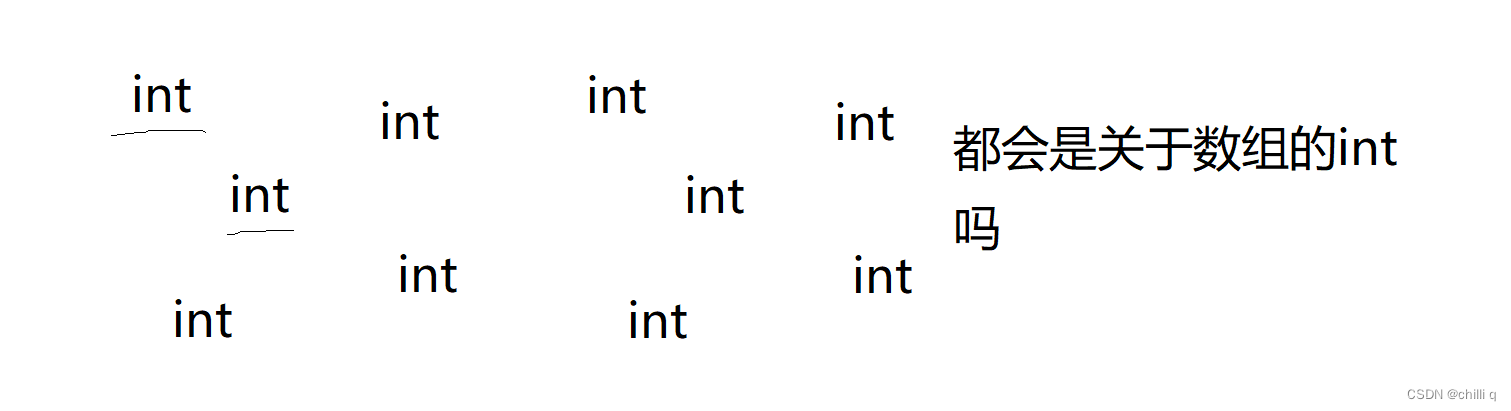 int
int
int
int
都会是关于数组的int
吗
int
int
int
int
int
int
CSDN @chilli q